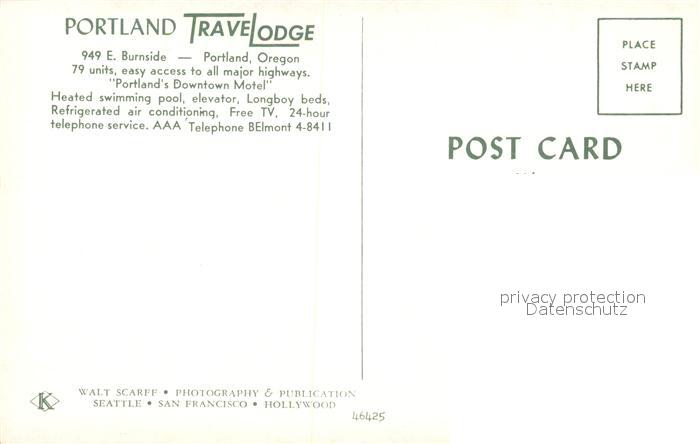 PORTLAND TRAVELODGE
949 E. Burnside — Portland, Oregon
79 units, easy access to all major highways.
"Portland's Downtown Motel"
Heated swimming pool, elevator, Longboy beds,
Refrigerated air conditioning, Free TV, 24-hour
telephone service. AAA Telephone BElmont 4-8411
PLACE
STAMP
HERE
POST CARD
privacy protection
Datenschutz
K
WALT SCARFF • PHOTOGRAPHY & PUBLICATION
SEATTLE • SAN FRANCISCO • HOLLYWOOD
46425